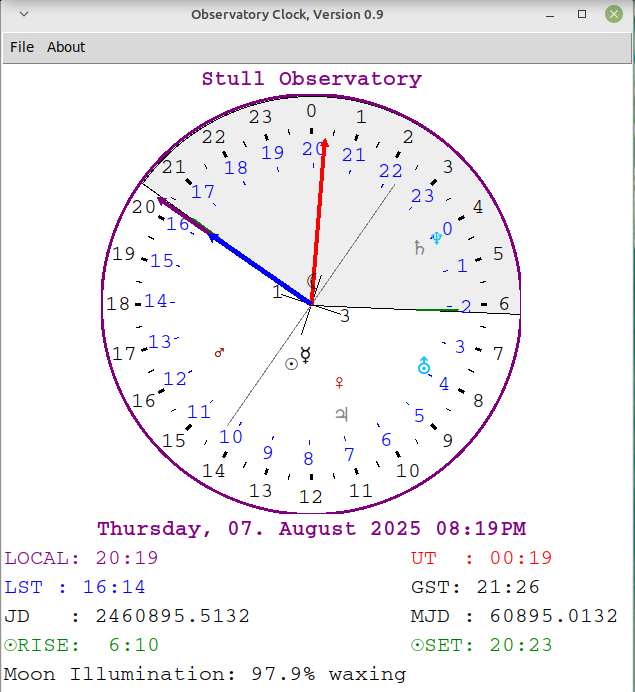 Observatory Clock, Version 0.9
File About
Stull Observatory
0
23 1
22 2
20 21
19
21 18 22 3
17 23
20 16 0 4
♄ ♆
19 15 1 5
☾
1
18 14 2 6
3
17 13 ♂ 3 7
☉ ☿
12 ♀ ⛢ 4
16 11 5 8
♃
15 10 6 9
9 8 7
14 10
13 12 11
Thursday, 07. August 2025 08:19PM
LOCAL: 20:19 UT : 00:19
LST : 16:14 GST: 21:26
JD : 2460895.5132 MJD : 60895.0132
☉RISE: 6:10 ☉SET: 20:23
Moon Illumination: 97.9% waxing